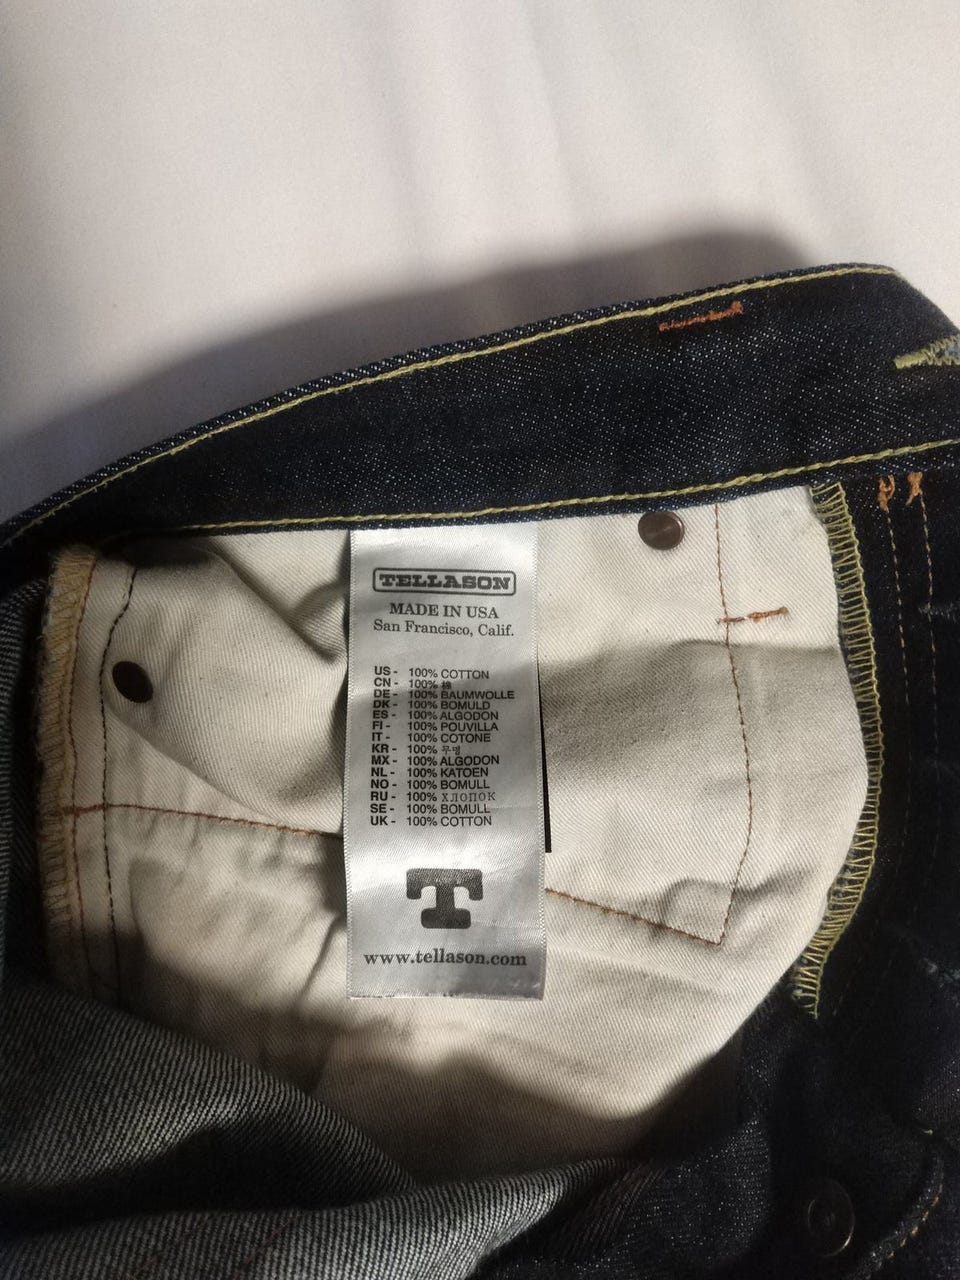 TELLASON
MADE IN USA
San Francisco, Calif.
US - 100% COTTON
CN - 100% 棉
DE - 100% BAUMWOLLE
DK - 100% BOMULD
ES - 100% ALGODON
FI - 100% POUVILLA
IT - 100% COTONE
KR - 100% 무명
MX - 100% ALGODON
NL - 100% KATOEN
NO - 100% BOMULL
RU - 100% ХЛОПОК
SE - 100% BOMULL
UK - 100% COTTON
T
www.tellason.com